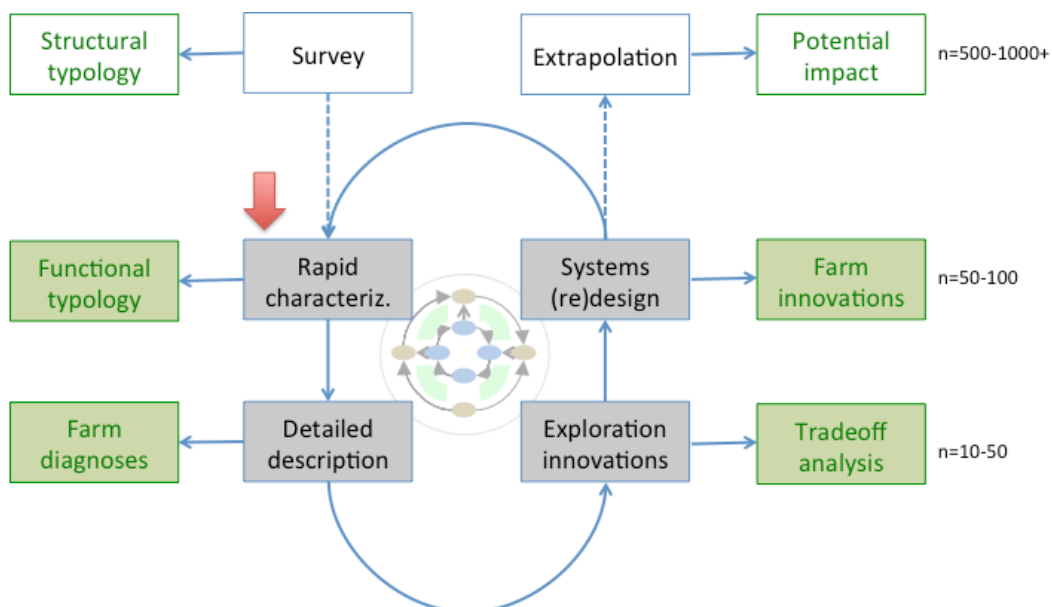 Structural
typology
Survey
Extrapolation
Potential
impact
n=500-1000+
Functional
typology
Rapid
characteriz.
Systems
(re)design
Farm
innovations
n=50-100
Farm
diagnoses
Detailed
description
Exploration
innovations
Tradeoff
analysis
n=10-50